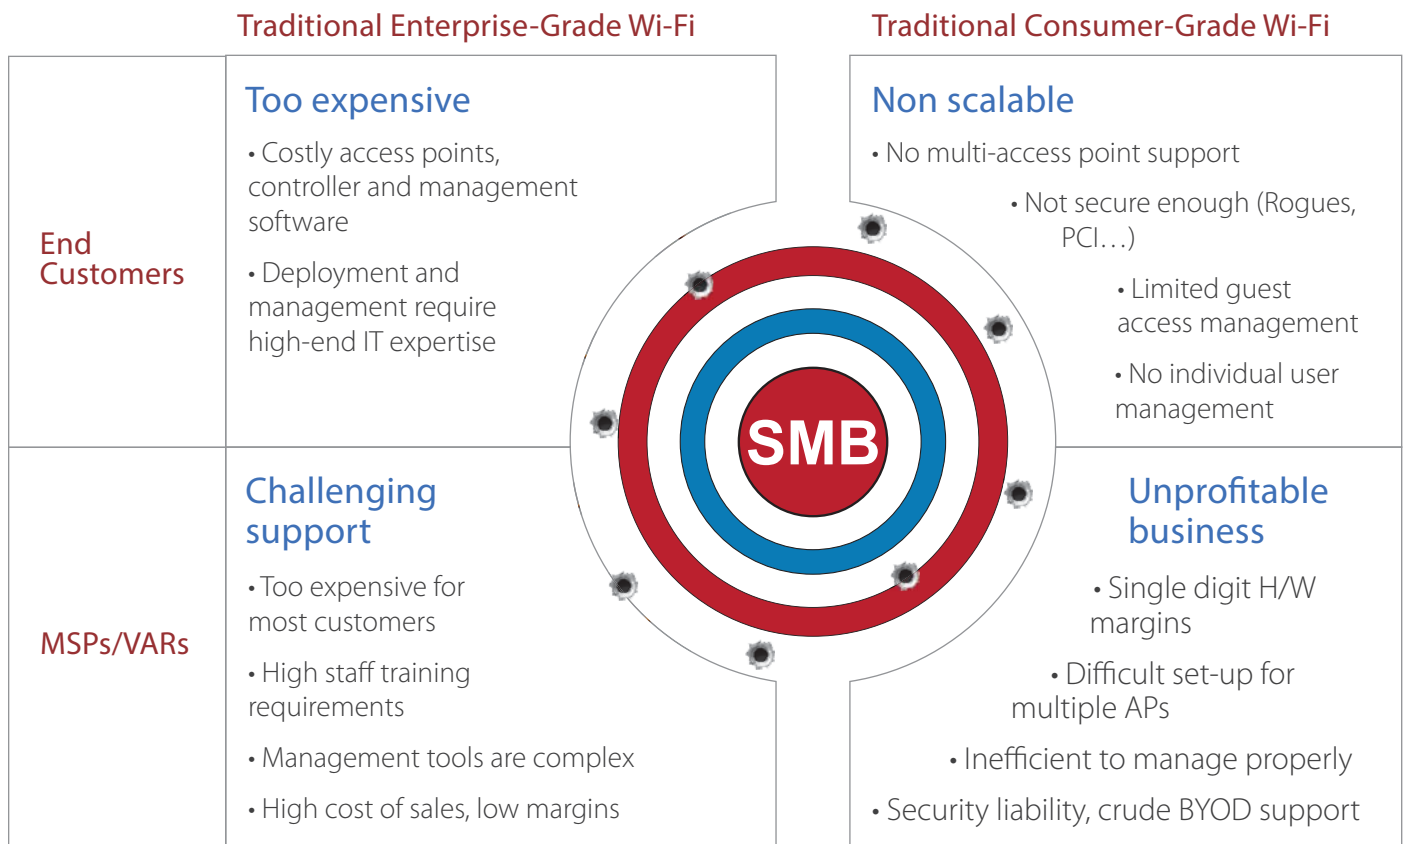 Traditional Enterprise-Grade Wi-Fi
Traditional Consumer-Grade Wi-Fi
End
Customers
Too expensive
• Costly access points,
controller and management
software
• Deployment and
management require
high-end IT expertise
Non scalable
• No multi-access point support
• Not secure enough (Rogues,
PCI…)
• Limited guest
access management
• No individual user
management
SMB
MSPs/VARs
Challenging
support
• Too expensive for
most customers
• High staff training
requirements
• Management tools are complex
• High cost of sales, low margins
Unprofitable
business
• Single digit H/W
margins
• Difficult set-up for
multiple APs
• Inefficient to manage properly
• Security liability, crude BYOD support